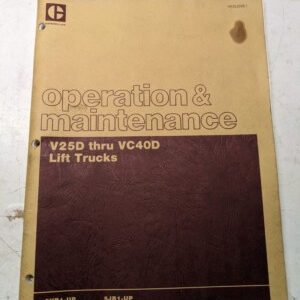 operation &
maintenance
V25D thru VC40D
Lift Trucks